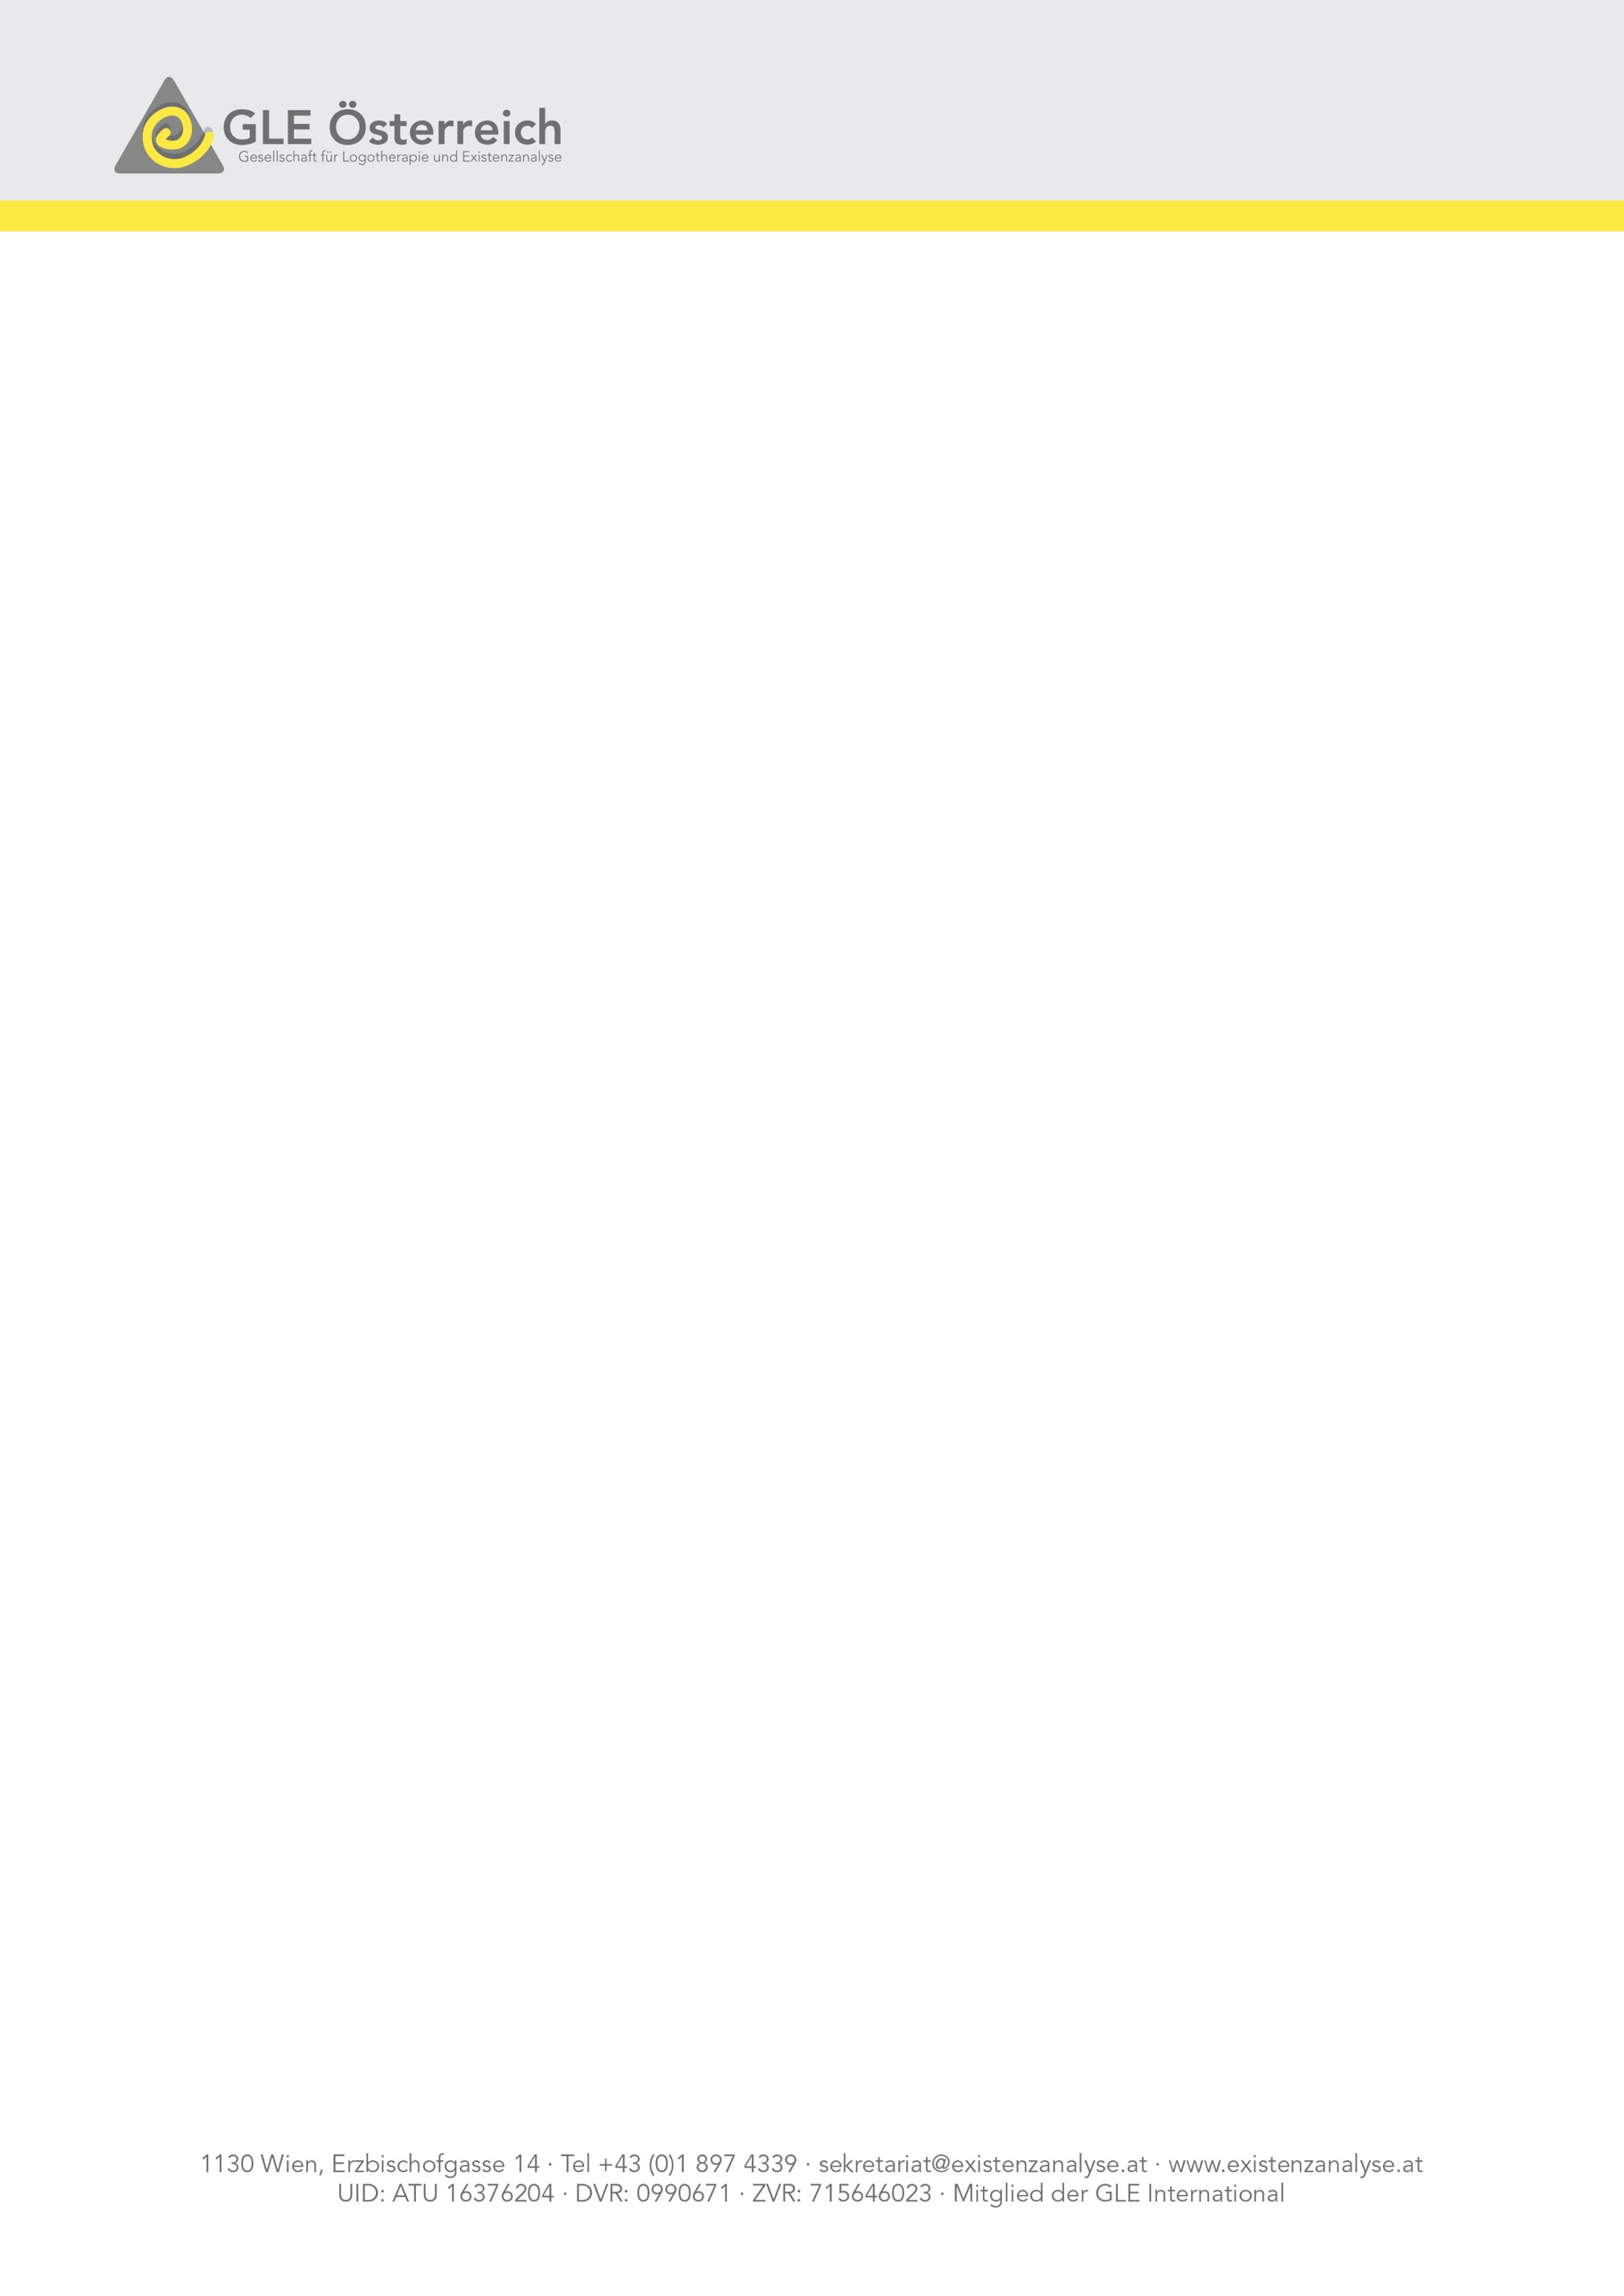 GLE Österreich
Gesellschaft für Logotherapie und Existenzanalyse
1130 Wien, Erzbischofgasse 14 · Tel +43 (0)1 897 4339 · sekretariat@existenzanalyse.at · www.existenzanalyse.at
UID: ATU 16376204 · DVR: 0990671 · ZVR: 715646023 · Mitglied der GLE International